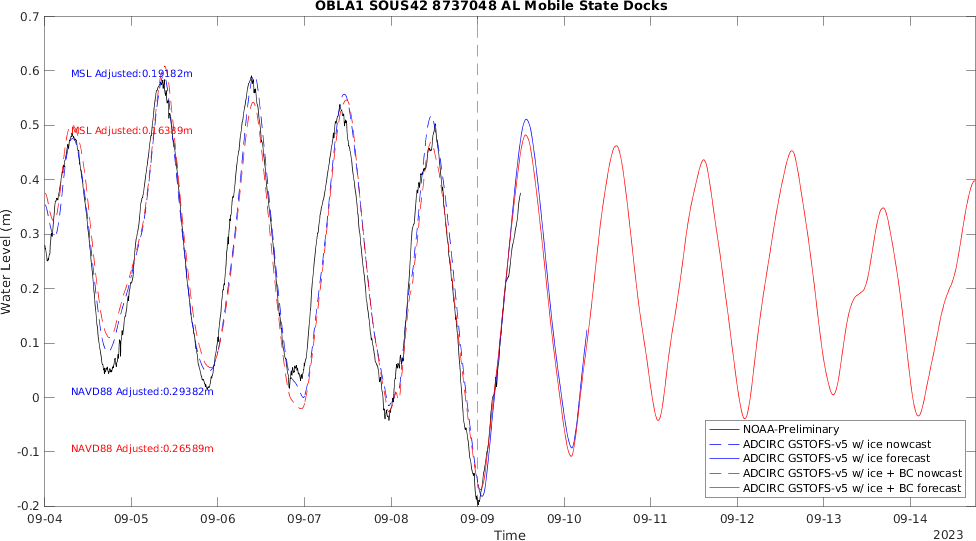 OBLA1 SOUS42 8737048 AL Mobile State Docks
0.7
0.6
0.5
0.4
0.3
0.2
0.1
0
-0.1
-0.2
Water Level (m)
MSL Adjusted:0.19182m
MSL Adjusted:0.16389m
NAVD88 Adjusted:0.29382m
NAVD88 Adjusted:0.26589m
NOAA-Preliminary
ADCIRC GSTOFS-v5 w/ ice nowcast
ADCIRC GSTOFS-v5 w/ ice forecast
ADCIRC GSTOFS-v5 w/ ice + BC nowcast
ADCIRC GSTOFS-v5 w/ ice + BC forecast
09-04 09-05 09-06 09-07 09-08 09-09 09-10 09-11 09-12 09-13 09-14
Time
2023